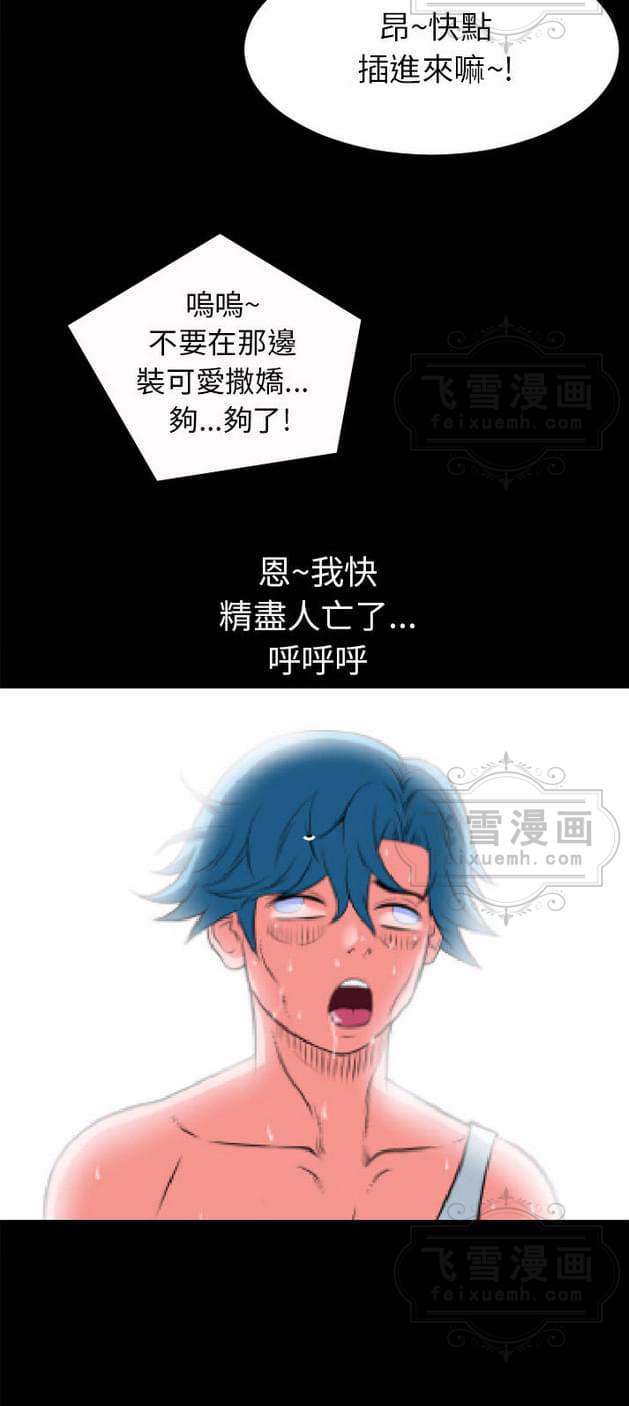 昂~快點
插進來嘛~!
嗚嗚~
不要在那邊
裝可愛撒嬌...
夠...夠了!
飞雪漫画
feixuemh.com
恩~我快
精盡人亡了...
呼呼呼
飞雪漫画
feixuemh.com
飞雪漫画
feixuemh.com